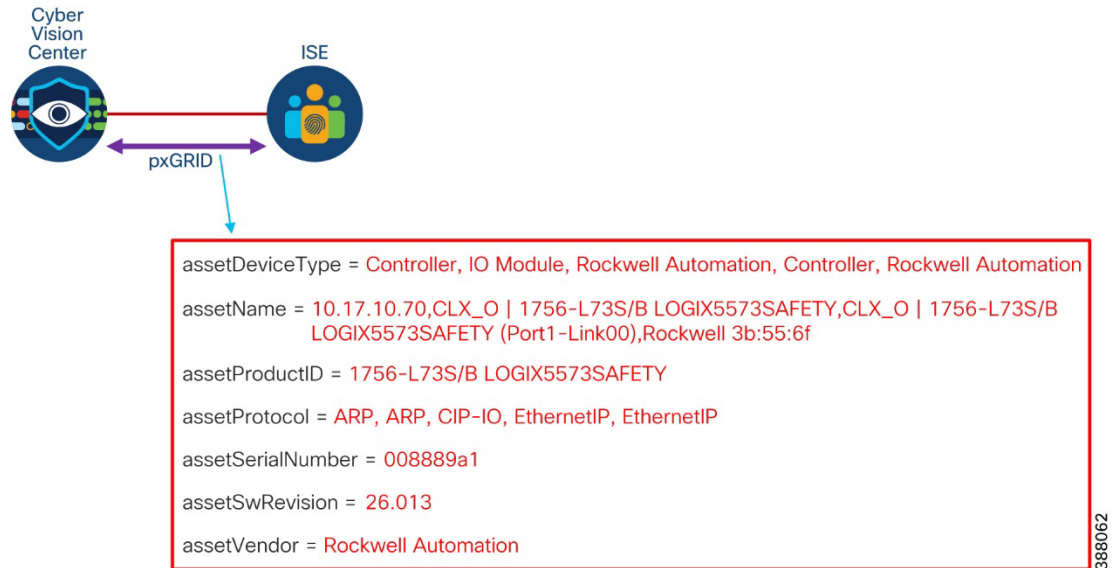 Cyber
Vision
Center
ISE
pxGRID
assetDeviceType = Controller, IO Module, Rockwell Automation, Controller, Rockwell Automation
assetName = 10.17.10.70,CLX_O | 1756-L73S/B LOGIX5573SAFETY,CLX_O | 1756-L73S/B
LOGIX5573SAFETY (Port1-Link00),Rockwell 3b:55:6f
assetProductID = 1756-L73S/B LOGIX5573SAFETY
assetProtocol = ARP, ARP, CIP-IO, EthernetIP, EthernetIP
assetSerialNumber = 008889a1
assetSwRevision = 26.013
assetVendor = Rockwell Automation
388062